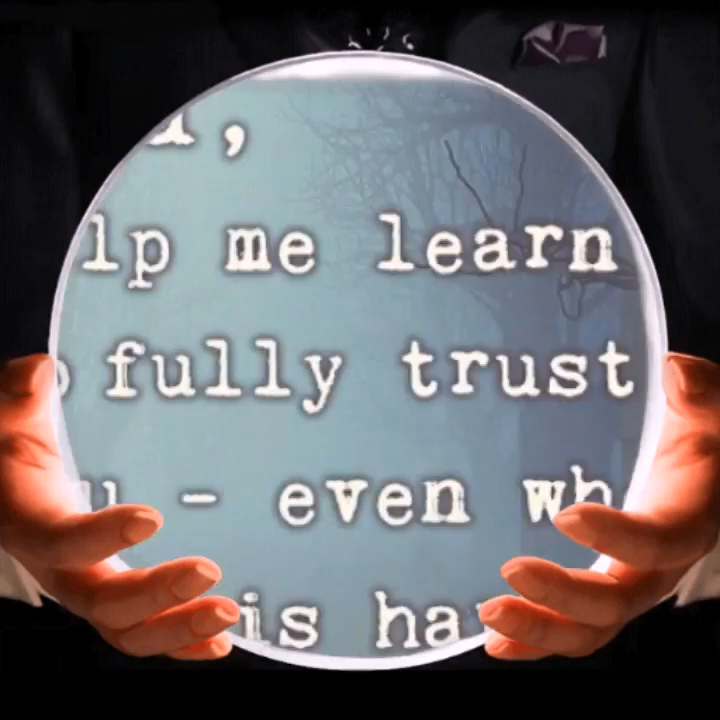 ,
lp me learn
fully trust
u - even wh
is ha